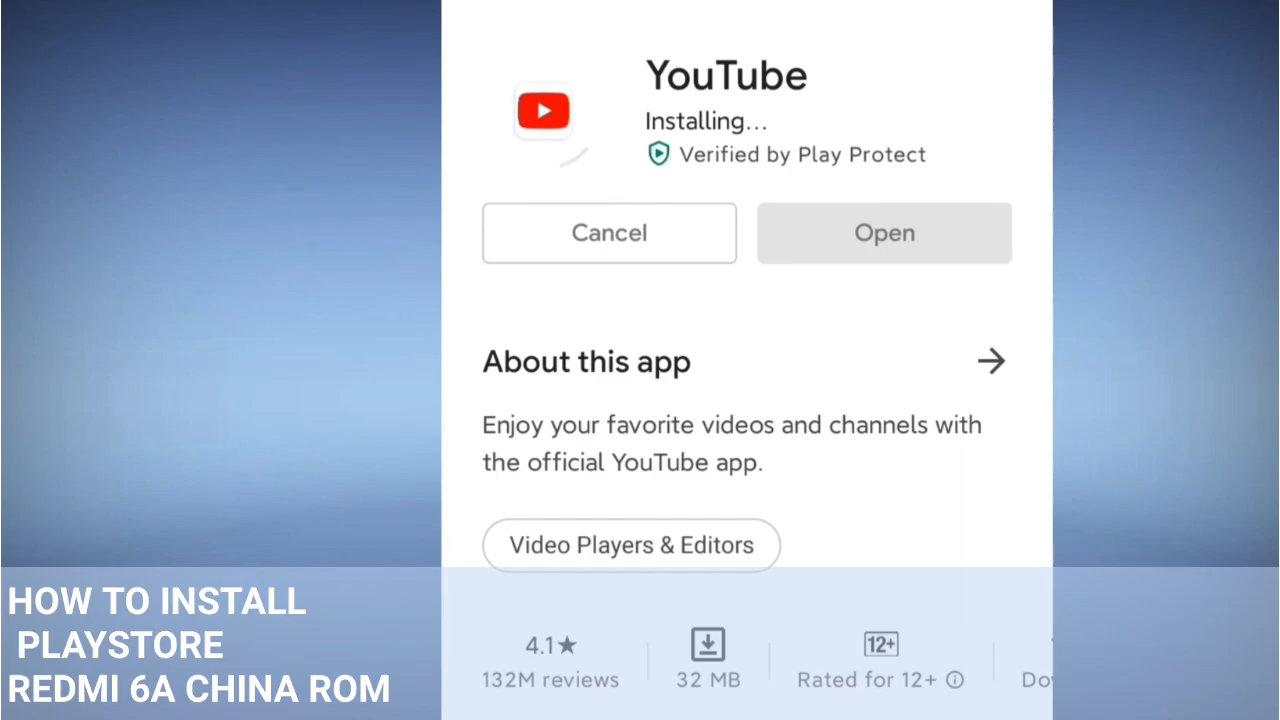 YouTube
Installing...
Verified by Play Protect
Cancel
Open
About this app
Enjoy your favorite videos and channels with
the official YouTube app.
Video Players & Editors
4.1★
12+
132M reviews
32 MB
Rated for 12+
HOW TO INSTALL
PLAYSTORE
REDMI 6A CHINA ROM